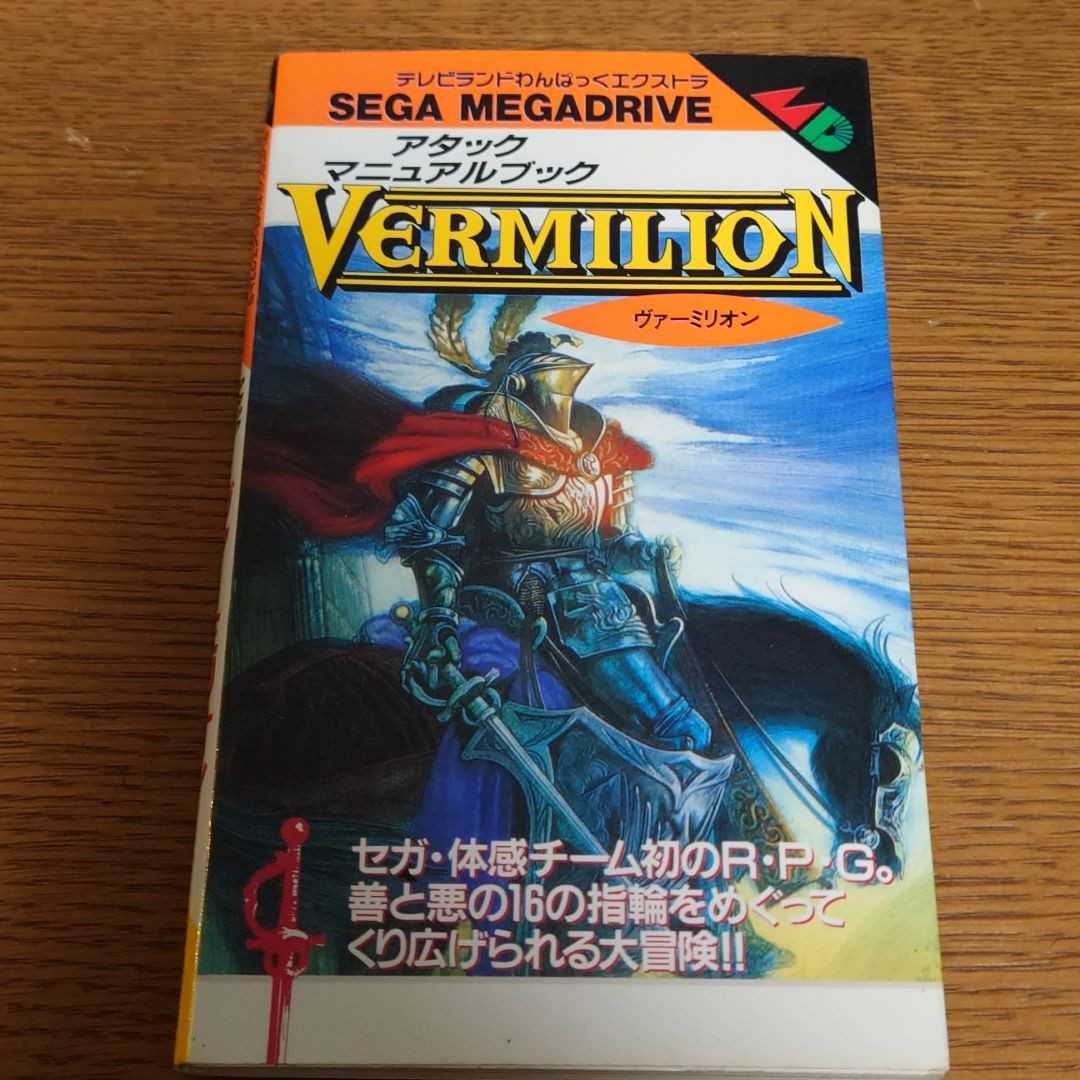 テレビランドわんぱっくエクストラ
SEGA MEGADRIVE
MD
アタック
マニュアルブック
VERMILION
ヴァーミリオン
セガ・体感チーム初のR・P・G。
善と悪の16の指輪をめぐって
くり広げられる大冒険!!